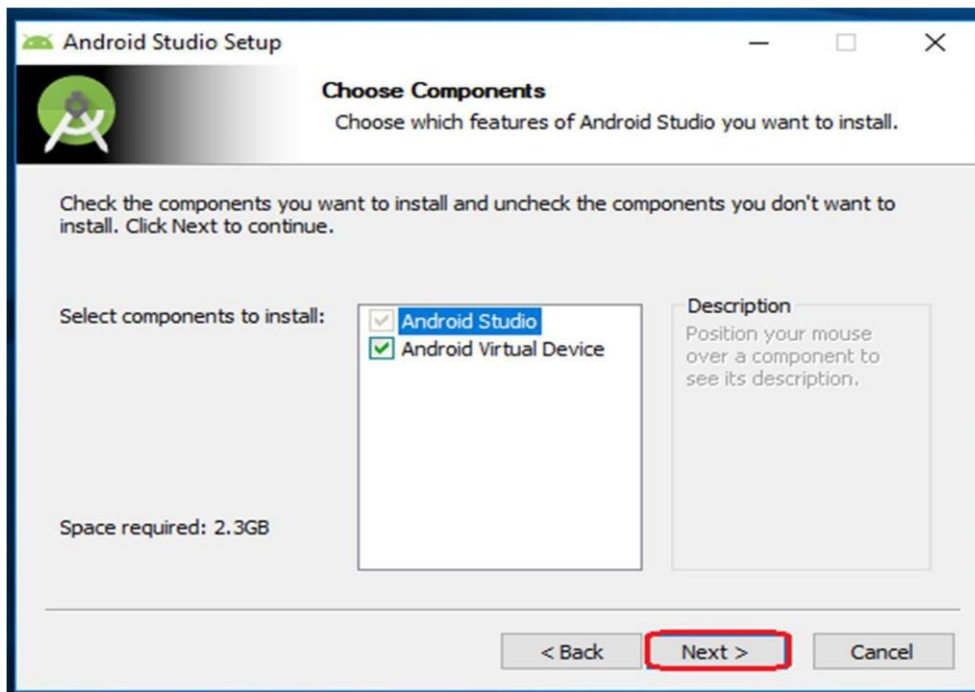 Android Studio Setup
Choose Components
Choose which features of Android Studio you want to install.
Check the components you want to install and uncheck the components you don't want to
install. Click Next to continue.
Select components to install:
Android Studio
Android Virtual Device
Description
Position your mouse
over a component to
see its description.
Space required: 2.3GB
< Back
Next >
Cancel